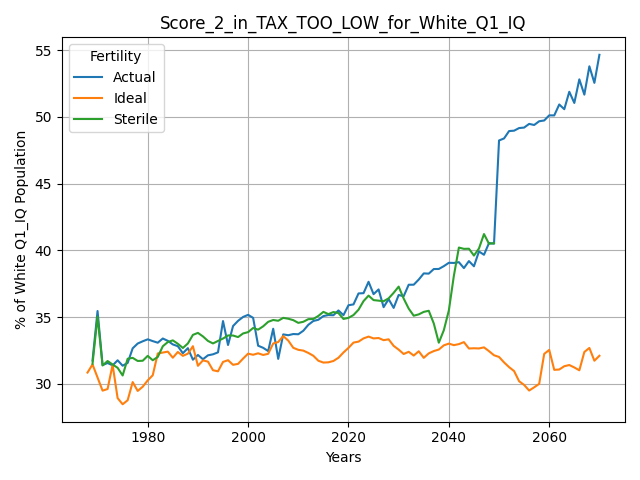 Score_2_in_TAX_TOO_LOW_for_White_Q1_IQ
% of White Q1_IQ Population
55
50
45
40
35
30
Fertility
Actual
Ideal
Sterile
1980
2000
2020
2040
2060
Years